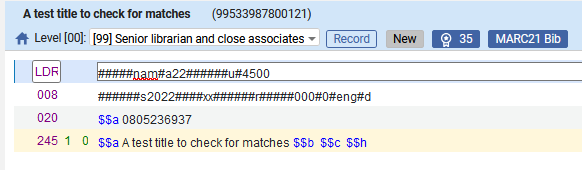 A test title to check for matches (99533987800121)
Level [00]: [99] Senior librarian and close associates Record New 35 MARC21 Bib
LDR #####nam#a22######u#4500
008 ######s2022####xx######r#####000#0#eng#d
020 $$a 0805236937
245 1 0 $$a A test title to check for matches $$b $$c $$h